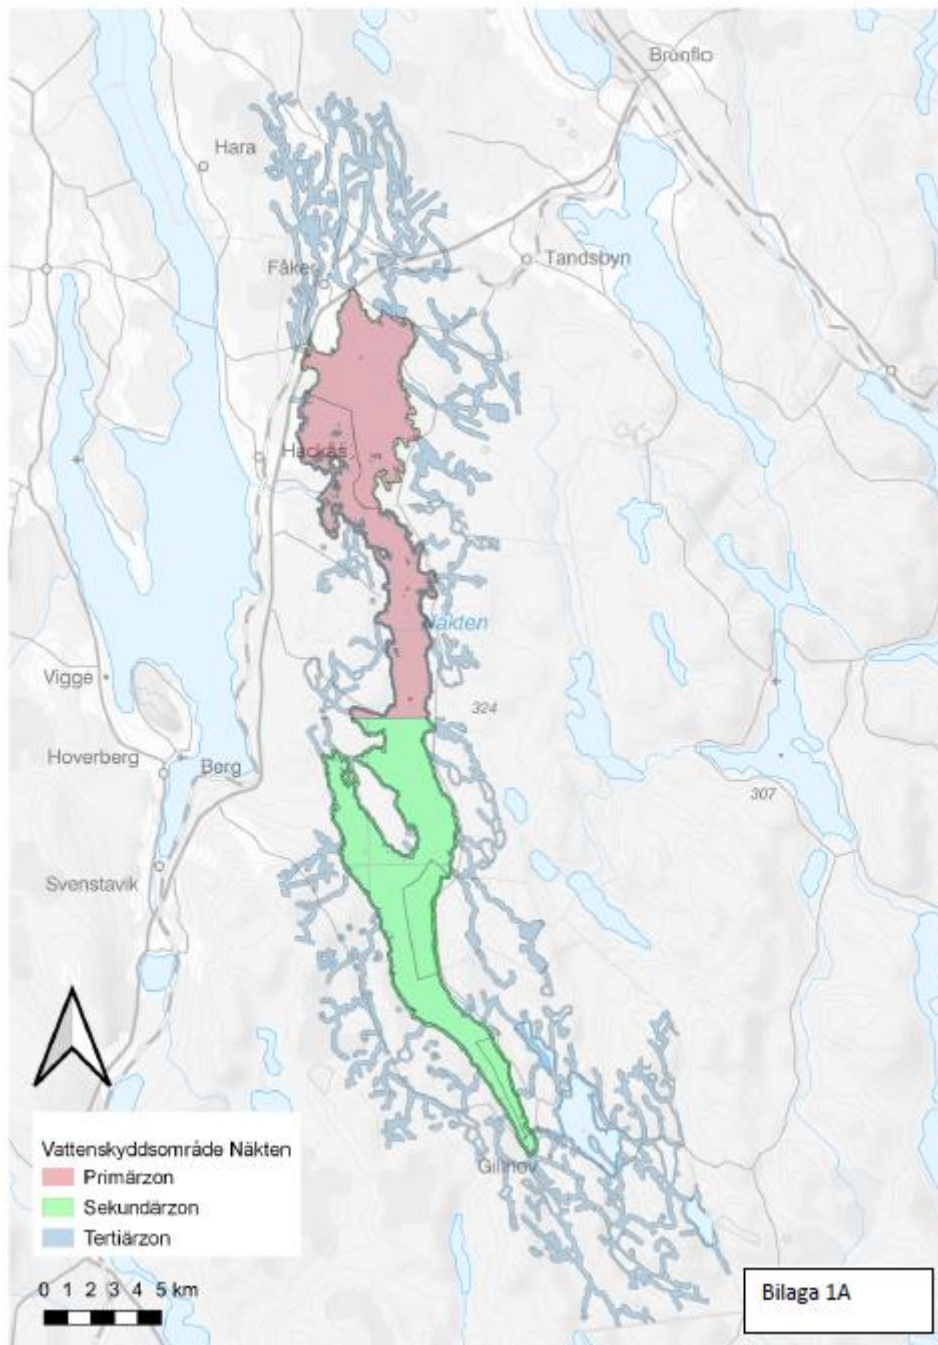 Brunflo
Hara
Tandsbyn
Fåker
Hackås
Näkten
Vigge
324
Hoverberg
Berg
307
Svenstavik
Gillhov
Vattenskyddsområde Näkten
Primärzon
Sekundärzon
Tertiärzon
0 1 2 3 4 5 km
Bilaga 1A